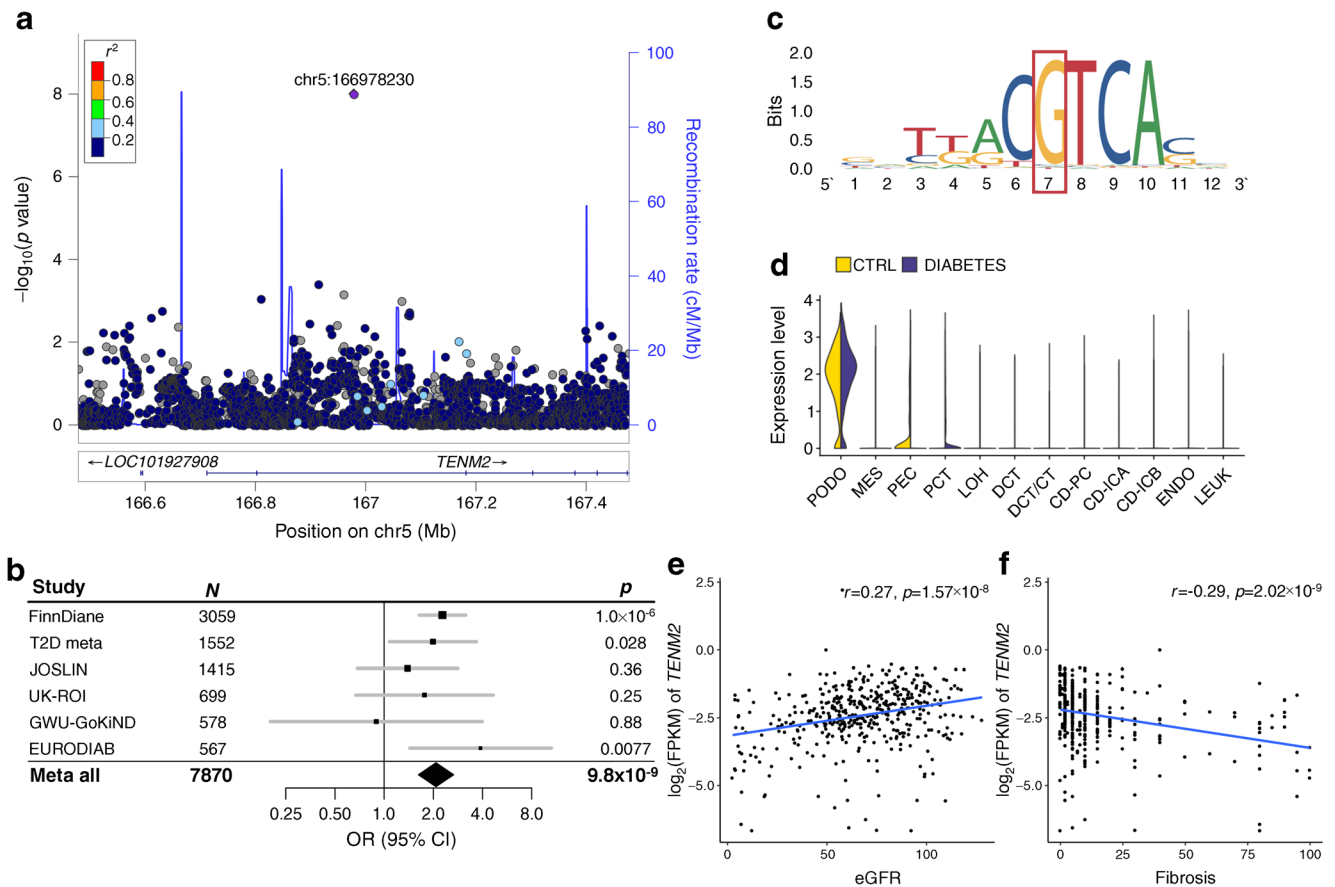 a
r2
0.8
0.6
0.4
0.2
chr5:166978230
8
6
4
2
0
−log10(p value)
100
80
60
40
20
0
Recombination rate (cM/Mb)
←LOC101927908
TENM2→
166.6 166.8 167 167.2 167.4
Position on chr5 (Mb)
b
Study N p
FinnDiane 3059 1.0×10-6
T2D meta 1552 0.028
JOSLIN 1415 0.36
UK-ROI 699 0.25
GWU-GoKiND 578 0.88
EURODIAB 567 0.0077
Meta all 7870 9.8x10-9
0.25 0.50 1.0 2.0 4.0 8.0
OR (95% CI)
c
2.0
1.5
1.0
0.5
0.0
Bits
T T A C G T C A C
C G G G
5` 1 2 3 4 5 6 7 8 9 10 11 12 3`
d
CTRL DIABETES
4
3
2
1
0
Expression level
PODO MES PEC PCT LOH DCT DCT/CT CD-PC CD-ICA CD-ICB ENDO LEUK
e
r=0.27, p=1.57×10-8
2.5
0.0
−2.5
−5.0
log2(FPKM) of TENM2
0 50 100
eGFR
f
r=-0.29, p=2.02×10-9
2.5
0.0
−2.5
−5.0
log2(FPKM) of TENM2
0 25 50 75 100
Fibrosis